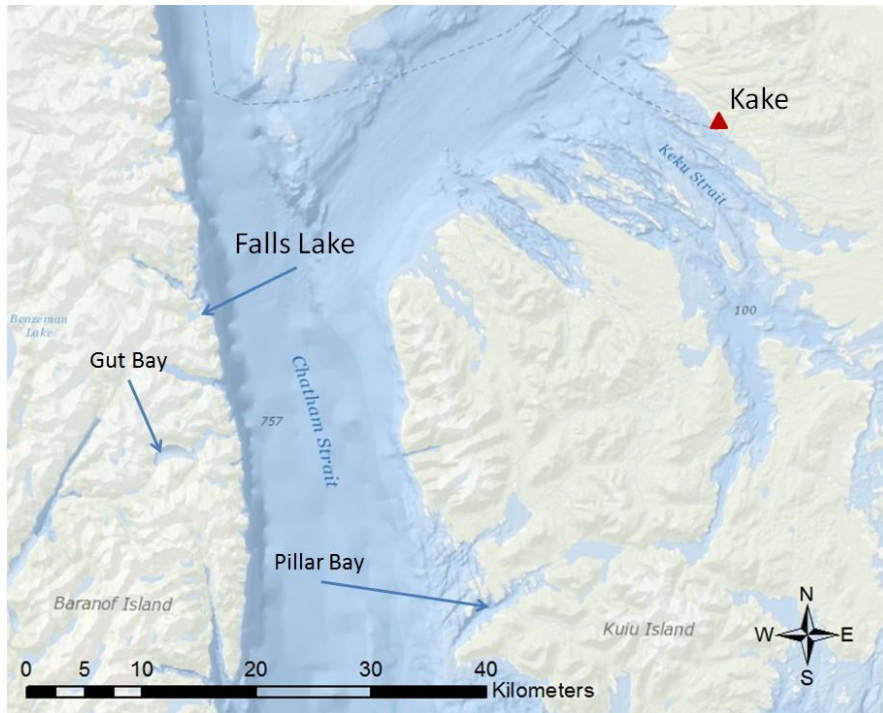 Kake
Keku Strait
Falls Lake
Benzeman
Lake
100
Gut Bay
Chatham Strait
757
Pillar Bay
Baranof Island
Kuiu Island
N
W E
S
0 5 10 20 30 40
Kilometers